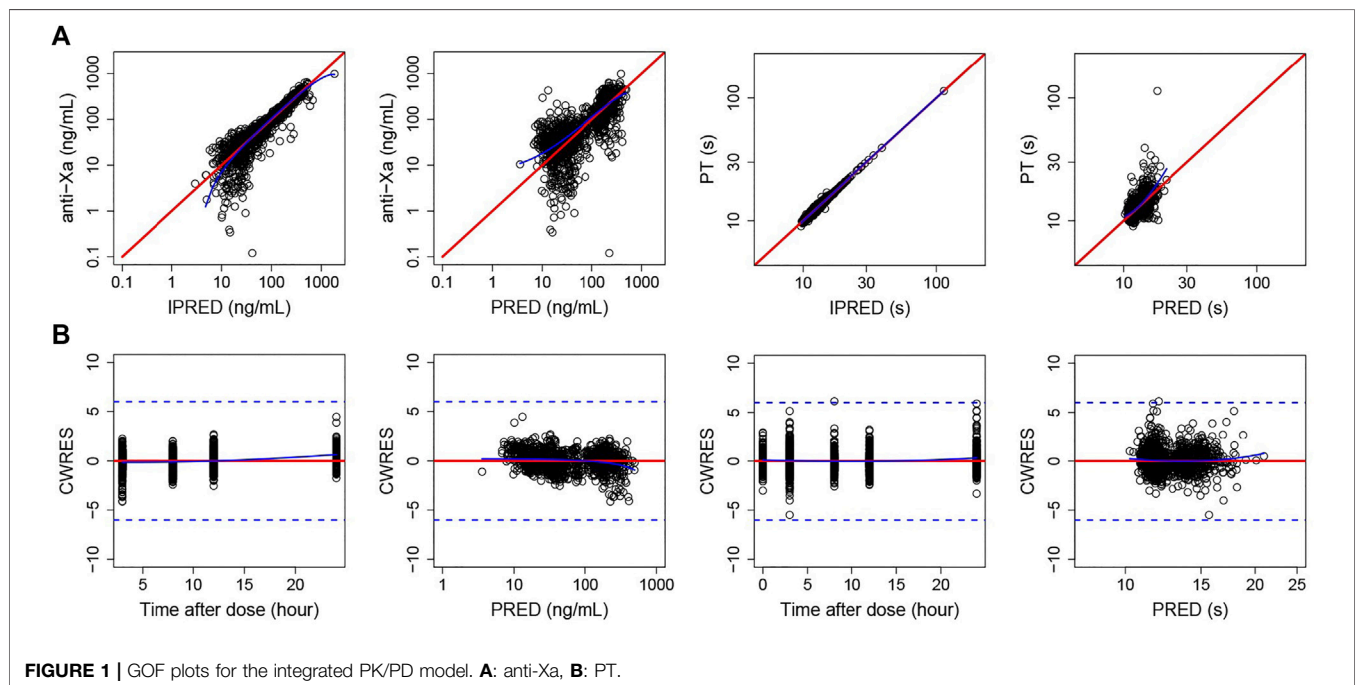 A
anti-Xa (ng/mL)
1000
100
10
1
0.1
0.1 1 10 100 1000
IPRED (ng/mL)
anti-Xa (ng/mL)
1000
100
10
1
0.1
0.1 1 10 100 1000
PRED (ng/mL)
PT (s)
100
30
10
10 30 100
IPRED (s)
PT (s)
100
30
10
10 30 100
PRED (s)
B
CWRES
10
5
0
−5
−10
5 10 15 20
Time after dose (hour)
CWRES
10
5
0
−5
−10
1 10 100 1000
PRED (ng/mL)
CWRES
10
5
0
−5
−10
0 5 10 15 20
Time after dose (hour)
CWRES
10
5
0
−5
−10
10 15 20 25
PRED (s)
FIGURE 1 | GOF plots for the integrated PK/PD model. A: anti-Xa, B: PT.